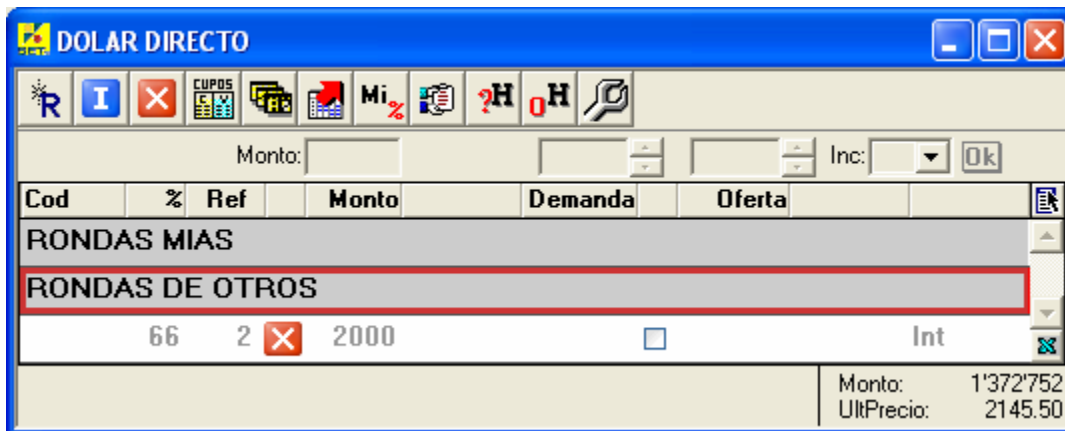 DOLAR DIRECTO
R I CUPOS Mi% ?H 0H
Monto: Inc: Ok
Cod % Ref Monto Demanda Oferta
RONDAS MIAS
RONDAS DE OTROS
66 2 2000 Int
Monto: 1'372'752
UltPrecio: 2145.50